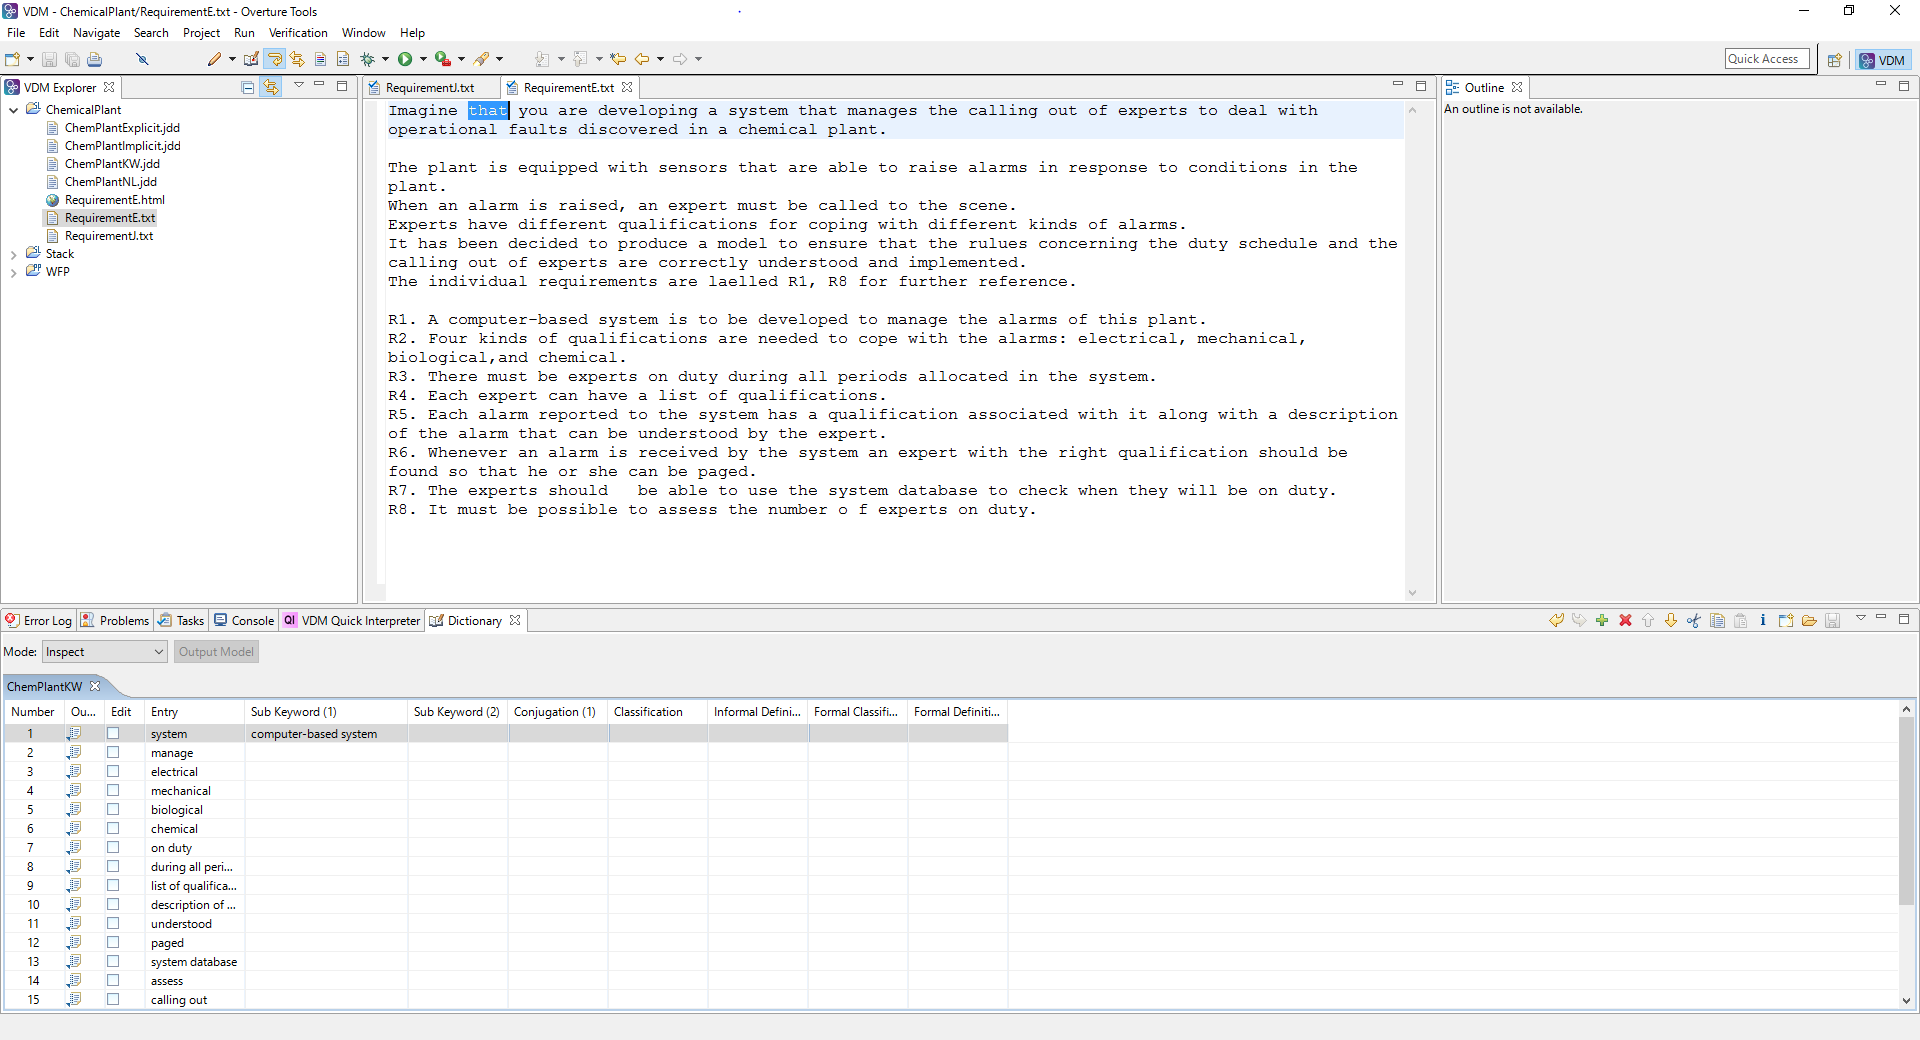 VDM - ChemicalPlant/RequirementE.txt - Overture Tools
File Edit Navigate Search Project Run Verification Window Help
Quick Access
VDM
VDM Explorer
ChemicalPlant
ChemPlantExplicit.jdd
ChemPlantImplicit.jdd
ChemPlantKW.jdd
ChemPlantNL.jdd
RequirementE.html
RequirementE.txt
RequirementJ.txt
Stack
WFP
RequirementJ.txt RequirementE.txt
Imagine that you are developing a system that manages the calling out of experts to deal with
operational faults discovered in a chemical plant.
The plant is equipped with sensors that are able to raise alarms in response to conditions in the
plant.
When an alarm is raised, an expert must be called to the scene.
Experts have different qualifications for coping with different kinds of alarms.
It has been decided to produce a model to ensure that the rulues concerning the duty schedule and the
calling out of experts are correctly understood and implemented.
The individual requirements are laelled R1, R8 for further reference.
R1. A computer-based system is to be developed to manage the alarms of this plant.
R2. Four kinds of qualifications are needed to cope with the alarms: electrical, mechanical,
biological,and chemical.
R3. There must be experts on duty during all periods allocated in the system.
R4. Each expert can have a list of qualifications.
R5. Each alarm reported to the system has a qualification associated with it along with a description
of the alarm that can be understood by the expert.
R6. Whenever an alarm is received by the system an expert with the right qualification should be
found so that he or she can be paged.
R7. The experts should   be able to use the system database to check when they will be on duty.
R8. It must be possible to assess the number o f experts on duty.
Outline
An outline is not available.
Error Log Problems Tasks Console QI VDM Quick Interpreter Dictionary
Mode: Inspect Output Model
ChemPlantKW
Number Ou... Edit Entry Sub Keyword (1) Sub Keyword (2) Conjugation (1) Classification Informal Defini... Formal Classifi... Formal Definiti...
1 system computer-based system
2 manage
3 electrical
4 mechanical
5 biological
6 chemical
7 on duty
8 during all peri...
9 list of qualifica...
10 description of ...
11 understood
12 paged
13 system database
14 assess
15 calling out